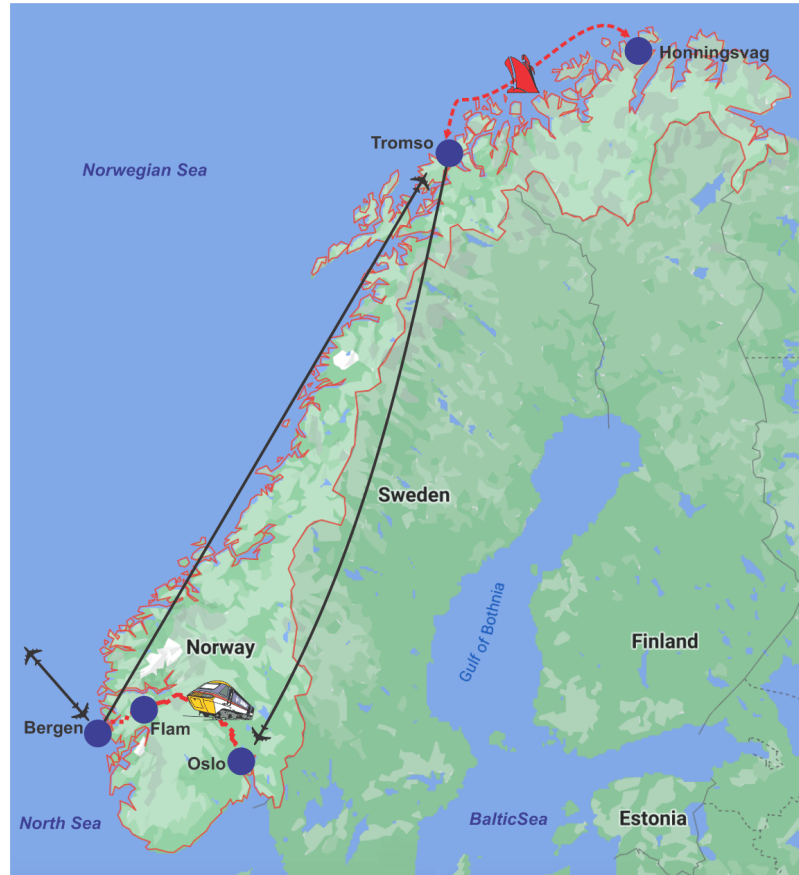 Honningsvag
Tromso
Norwegian Sea
Sweden
Gulf of Bothnia
Norway
Finland
Bergen
Flam
Oslo
North Sea
BalticSea
Estonia